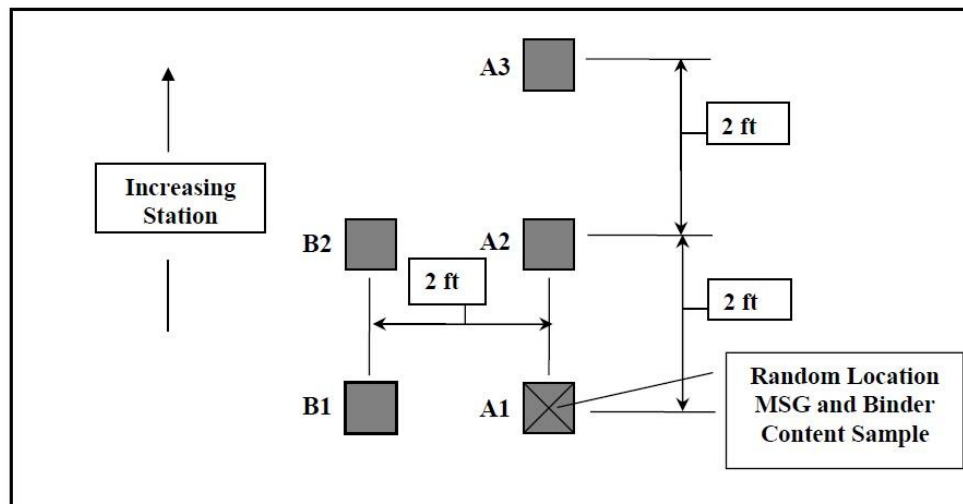 A3
2 ft
Increasing
Station
B2
A2
2 ft
2 ft
B1
A1
Random Location
MSG and Binder
Content Sample